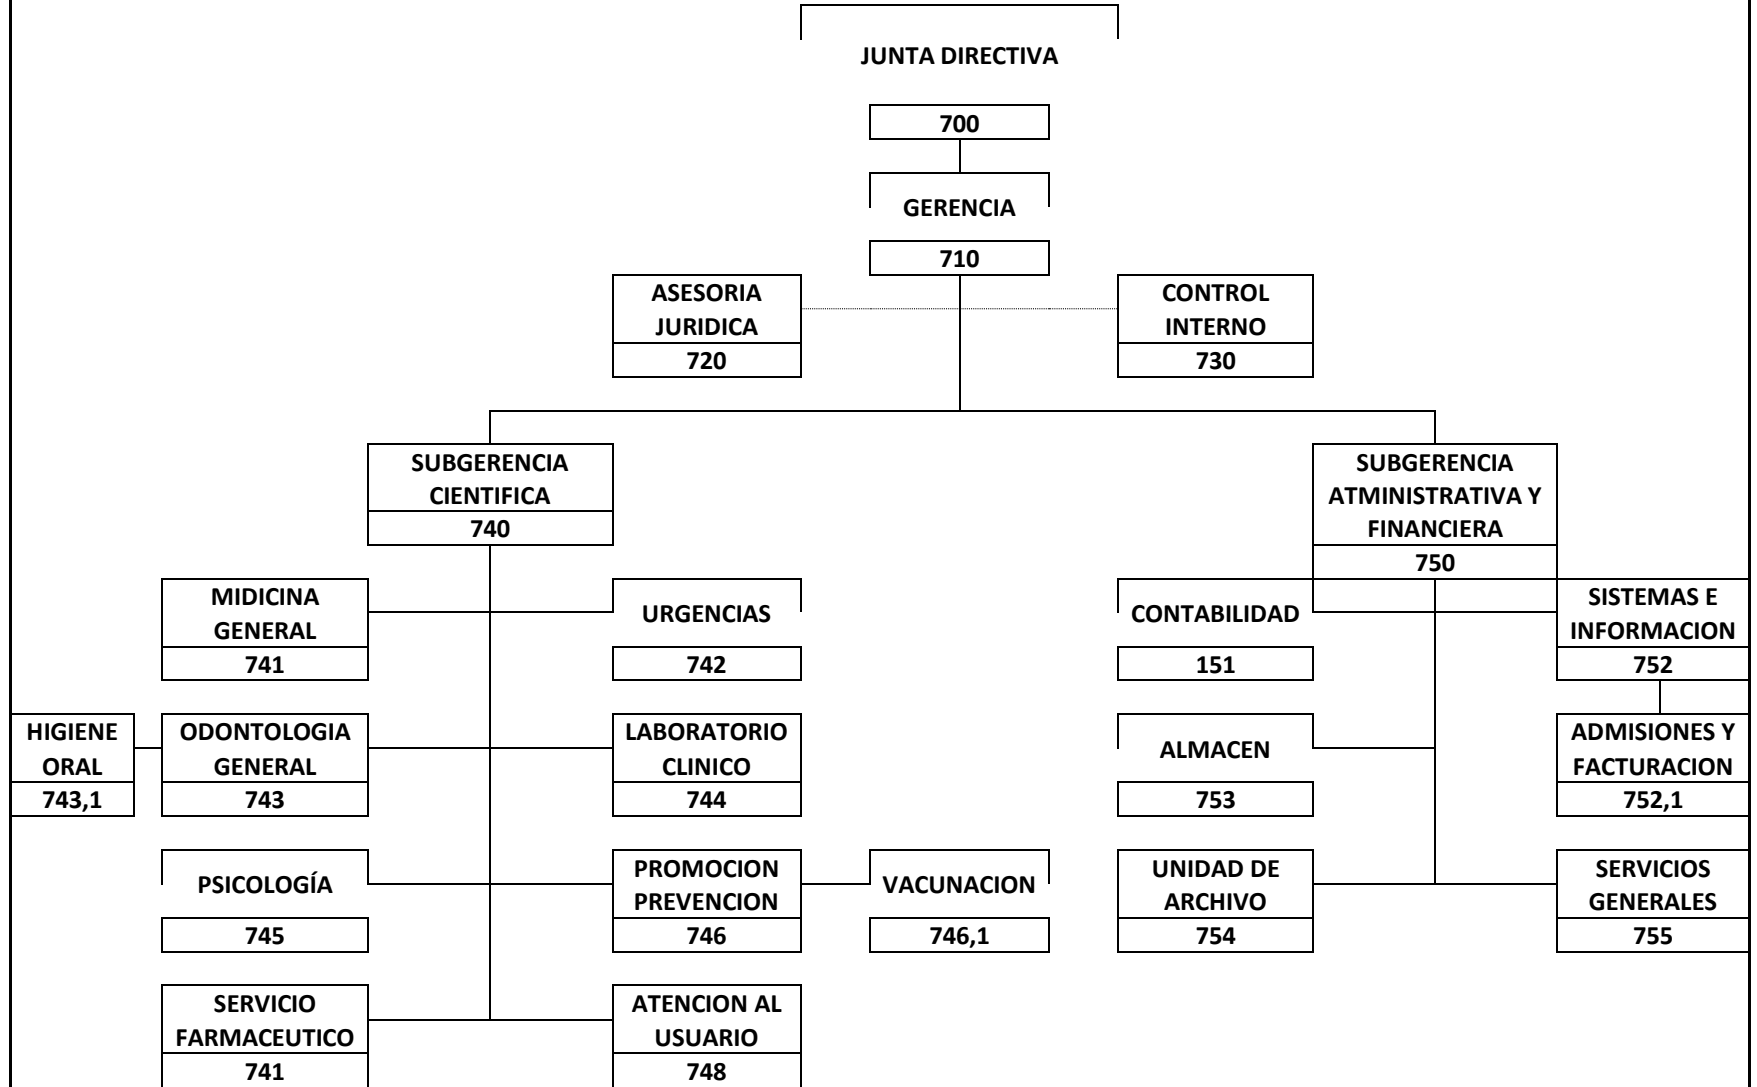 JUNTA DIRECTIVA
700
GERENCIA
710
ASESORIA
JURIDICA
720
CONTROL
INTERNO
730
SUBGERENCIA
CIENTIFICA
740
SUBGERENCIA
ATMINISTRATIVA Y
FINANCIERA
750
MIDICINA
GENERAL
741
URGENCIAS
742
CONTABILIDAD
151
SISTEMAS E
INFORMACION
752
HIGIENE
ORAL
743,1
ODONTOLOGIA
GENERAL
743
LABORATORIO
CLINICO
744
ALMACEN
753
ADMISIONES Y
FACTURACION
752,1
PSICOLOGÍA
745
PROMOCION
PREVENCION
746
VACUNACION
746,1
UNIDAD DE
ARCHIVO
754
SERVICIOS
GENERALES
755
SERVICIO
FARMACEUTICO
741
ATENCION AL
USUARIO
748